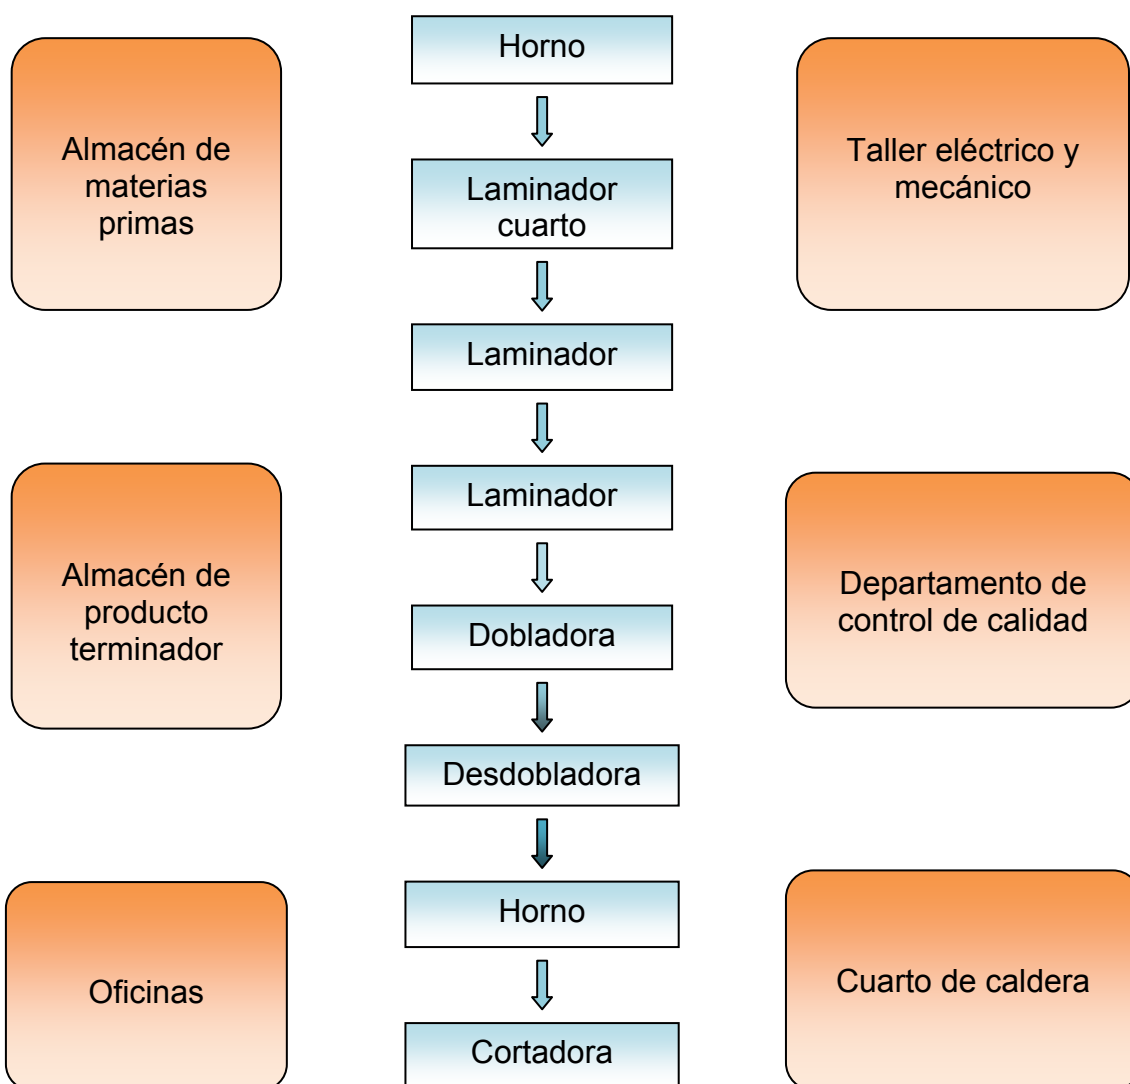 Horno
Almacén de
materias
primas
Laminador
cuarto
Taller eléctrico y
mecánico
Laminador
Laminador
Almacén de
producto
terminador
Dobladora
Departamento de
control de calidad
Desdobladora
Horno
Oficinas
Cuarto de caldera
Cortadora